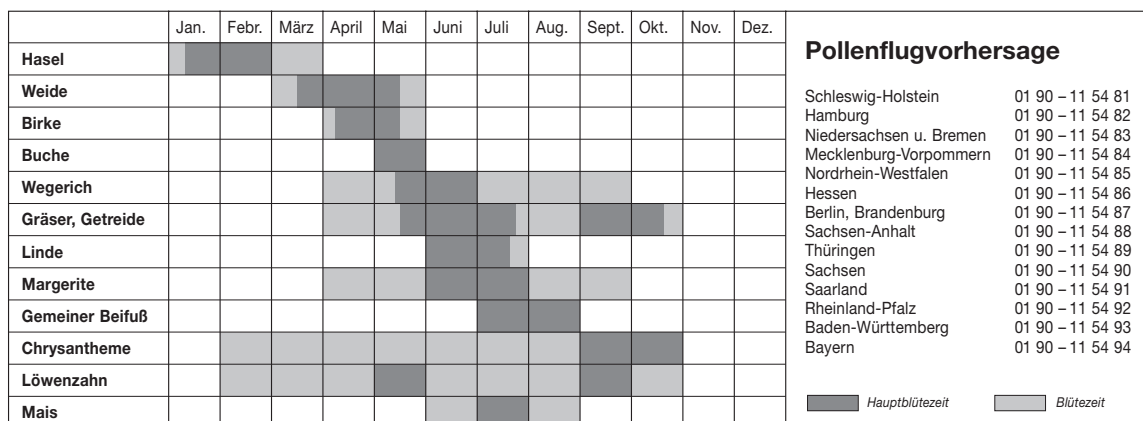 Jan. Febr. März April Mai Juni Juli Aug. Sept. Okt. Nov. Dez.
Hasel
Weide
Birke
Buche
Wegerich
Gräser, Getreide
Linde
Margerite
Gemeiner Beifuß
Chrysantheme
Löwenzahn
Mais
Pollenflugvorhersage
Schleswig-Holstein 01 90 – 11 54 81
Hamburg 01 90 – 11 54 82
Niedersachsen u. Bremen 01 90 – 11 54 83
Mecklenburg-Vorpommern 01 90 – 11 54 84
Nordrhein-Westfalen 01 90 – 11 54 85
Hessen 01 90 – 11 54 86
Berlin, Brandenburg 01 90 – 11 54 87
Sachsen-Anhalt 01 90 – 11 54 88
Thüringen 01 90 – 11 54 89
Sachsen 01 90 – 11 54 90
Saarland 01 90 – 11 54 91
Rheinland-Pfalz 01 90 – 11 54 92
Baden-Württemberg 01 90 – 11 54 93
Bayern 01 90 – 11 54 94
Hauptblütezeit Blütezeit